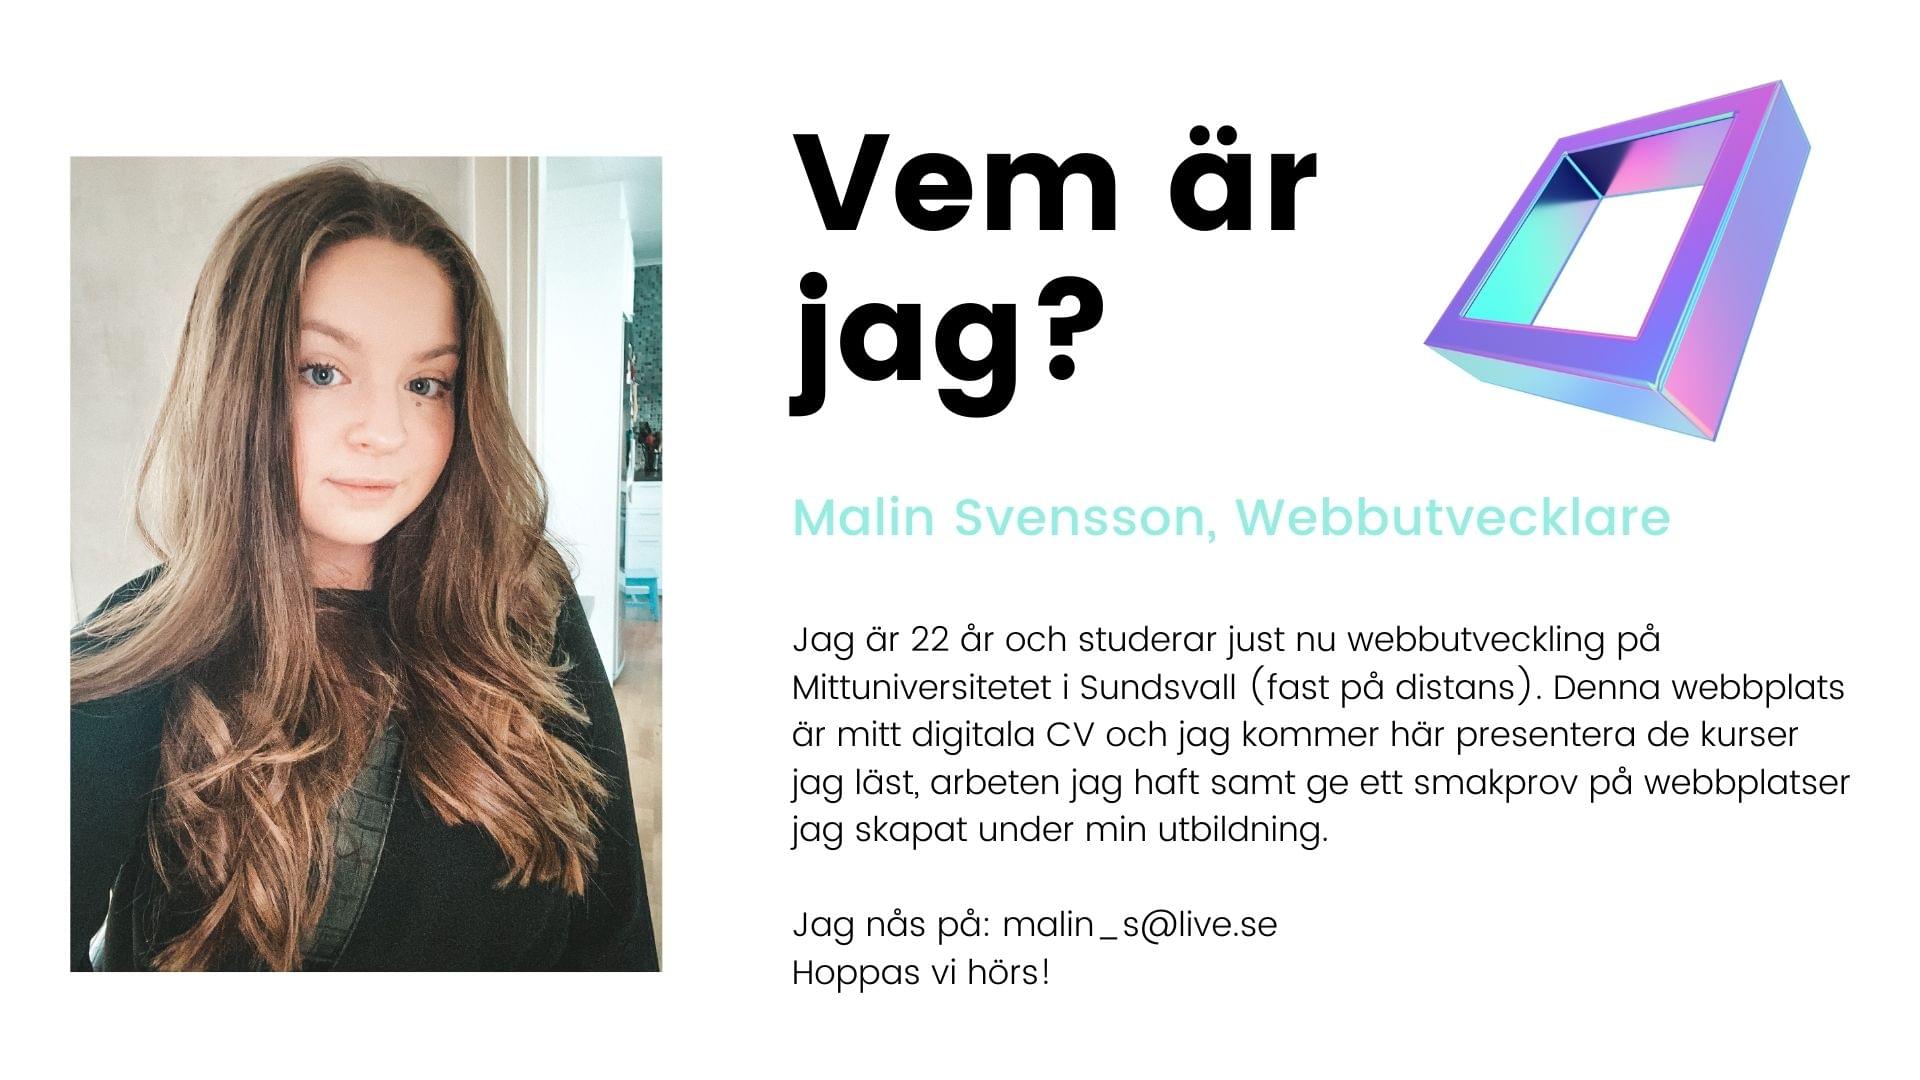 Vem är
jag?
Malin Svensson, Webbutvecklare
Jag är 22 år och studerar just nu webbutveckling på
Mittuniversitetet i Sundsvall (fast på distans). Denna webbplats
är mitt digitala CV och jag kommer här presentera de kurser
jag läst, arbeten jag haft samt ge ett smakprov på webbplatser
jag skapat under min utbildning.
Jag nås på: malin_s@live.se
Hoppas vi hörs!